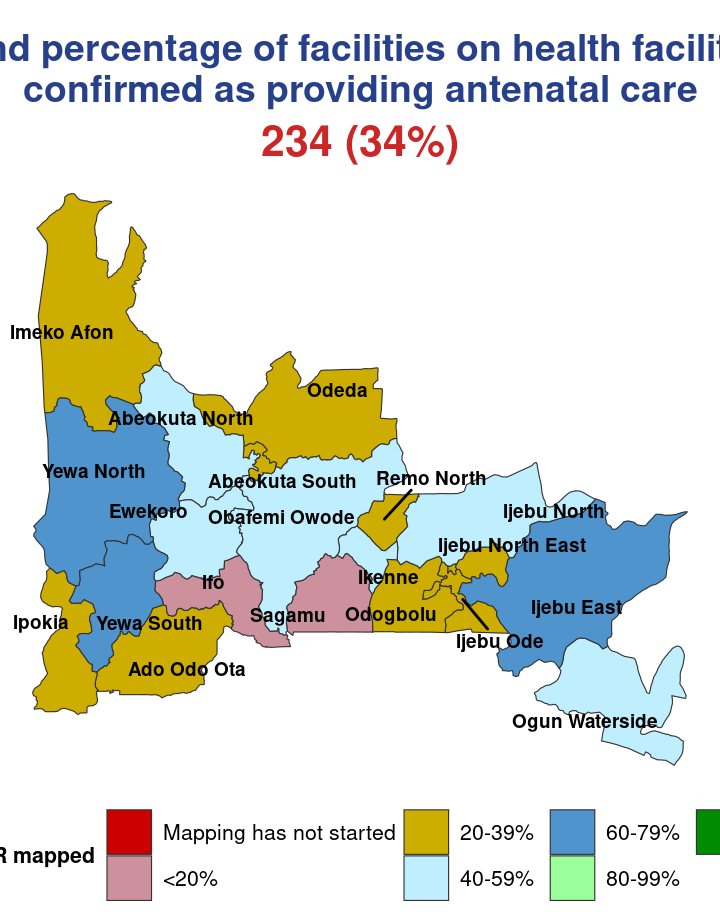 nd percentage of facilities on health facilit
confirmed as providing antenatal care
234 (34%)
Imeko Afon
Odeda
Abeokuta North
Yewa North
Abeokuta South
Remo North
Ewekoro
Obafemi Owode
Ijebu North
Ijebu North East
Ifo
Ikenne
Ipokia
Yewa South
Sagamu
Odogbolu
Ijebu East
Ijebu Ode
Ado Odo Ota
Ogun Waterside
R mapped
Mapping has not started
20-39%
60-79%
<20%
40-59%
80-99%